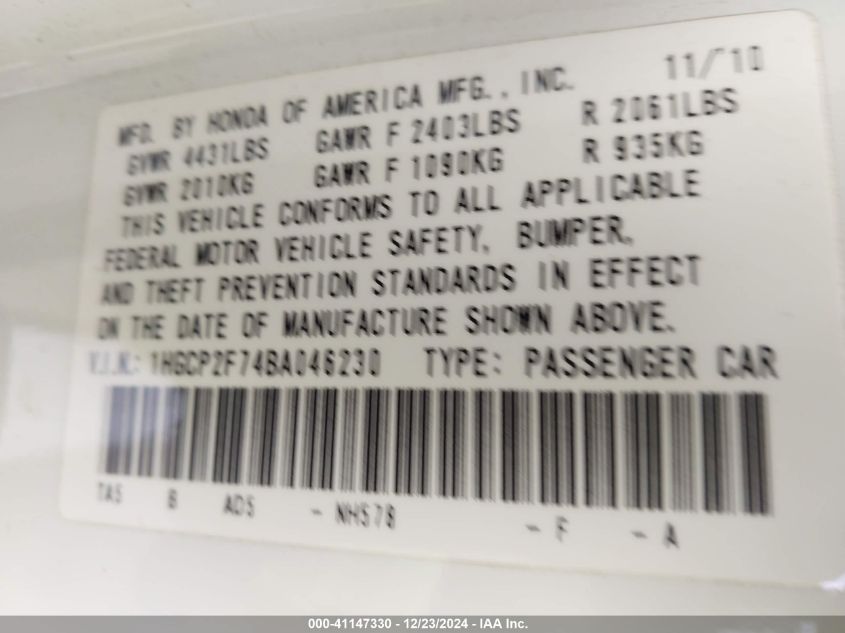 MFD. BY HONDA OF AMERICA MFG., INC. 11/10
GVWR 4431LBS GAWR F 2403LBS R 2061LBS
GVWR 2010KG GAWR F 1090KG R 935KG
THIS VEHICLE CONFORMS TO ALL APPLICABLE
FEDERAL MOTOR VEHICLE SAFETY, BUMPER,
AND THEFT PREVENTION STANDARDS IN EFFECT
ON THE DATE OF MANUFACTURE SHOWN ABOVE.
V.I.N.: 1HGCP2F74BA046230 TYPE: PASSENGER CAR
TA5 B AD5 - NH578 - F - A
000-41147330 - 12/23/2024 - IAA Inc.